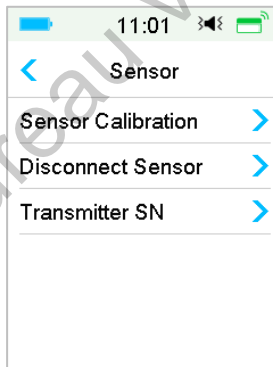 11:01
Sensor
Sensor Calibration
Disconnect Sensor
Transmitter SN